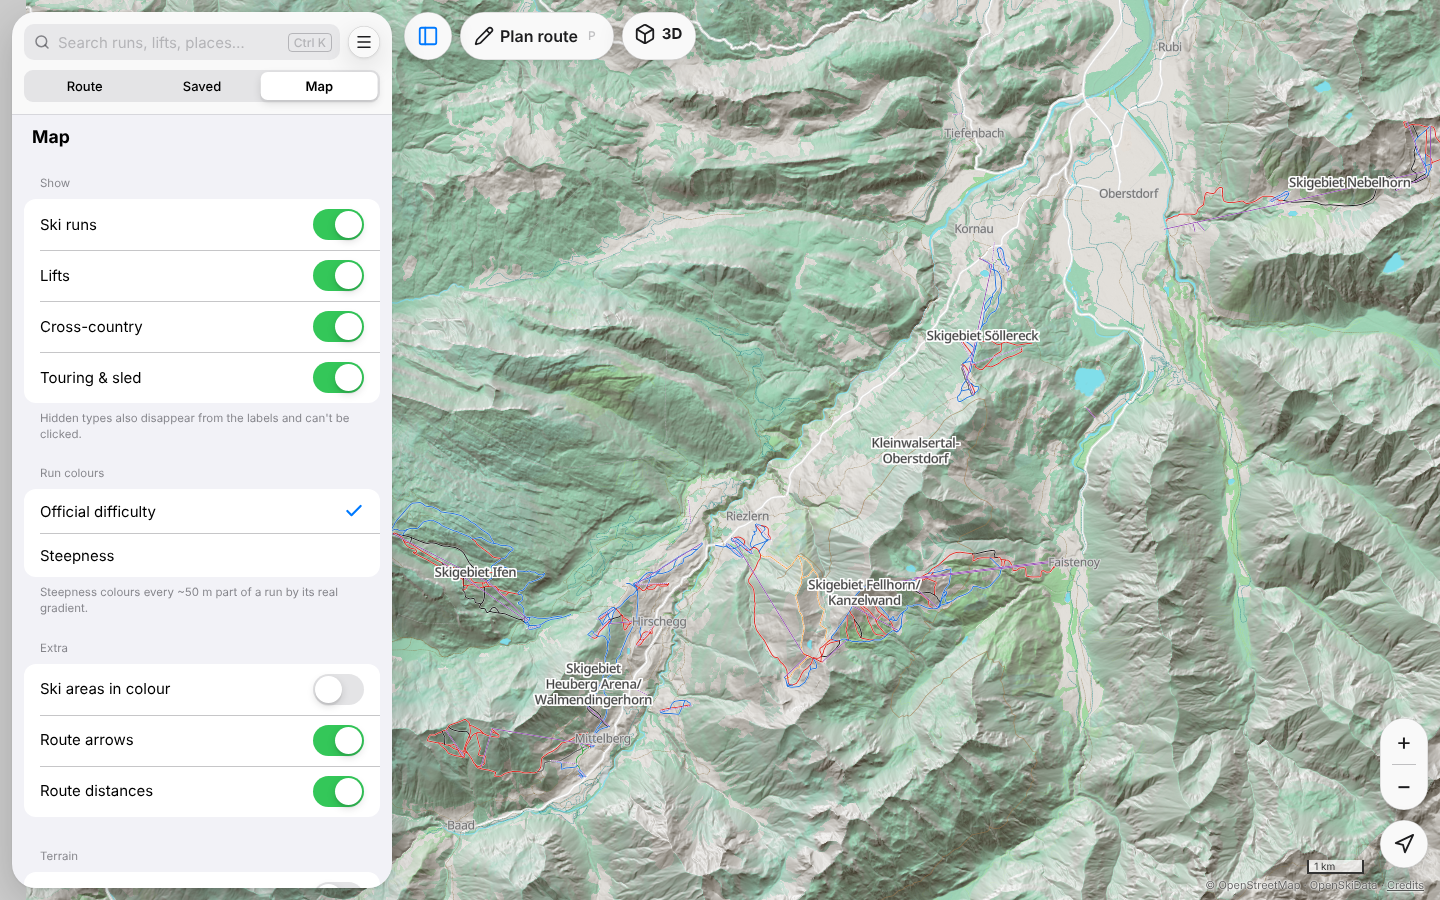 Search runs, lifts, places...
Ctrl K
Route
Saved
Map
Map
Show
Ski runs
Lifts
Cross-country
Touring & sled
Hidden types also disappear from the labels and can't be
clicked.
Run colours
Official difficulty
Steepness
Steepness colours every ~50 m part of a run by its real
gradient.
Extra
Ski areas in colour
Route arrows
Route distances
Terrain
Plan route P
3D
Rubi
Tiefenbach
Skigebiet Nebelhorn
Oberstdorf
Kornau
Skigebiet Söllereck
Kleinwalsertal-
Oberstdorf
Riezlern
Skigebiet Ifen
Faistenoy
Skigebiet Fellhorn/
Kanzelwand
Hirschegg
Skigebiet
Heuberg Arena/
Walmendingerhorn
Mittelberg
Baad
+
−
1 km
© OpenStreetMap · OpenSkiData · Credits